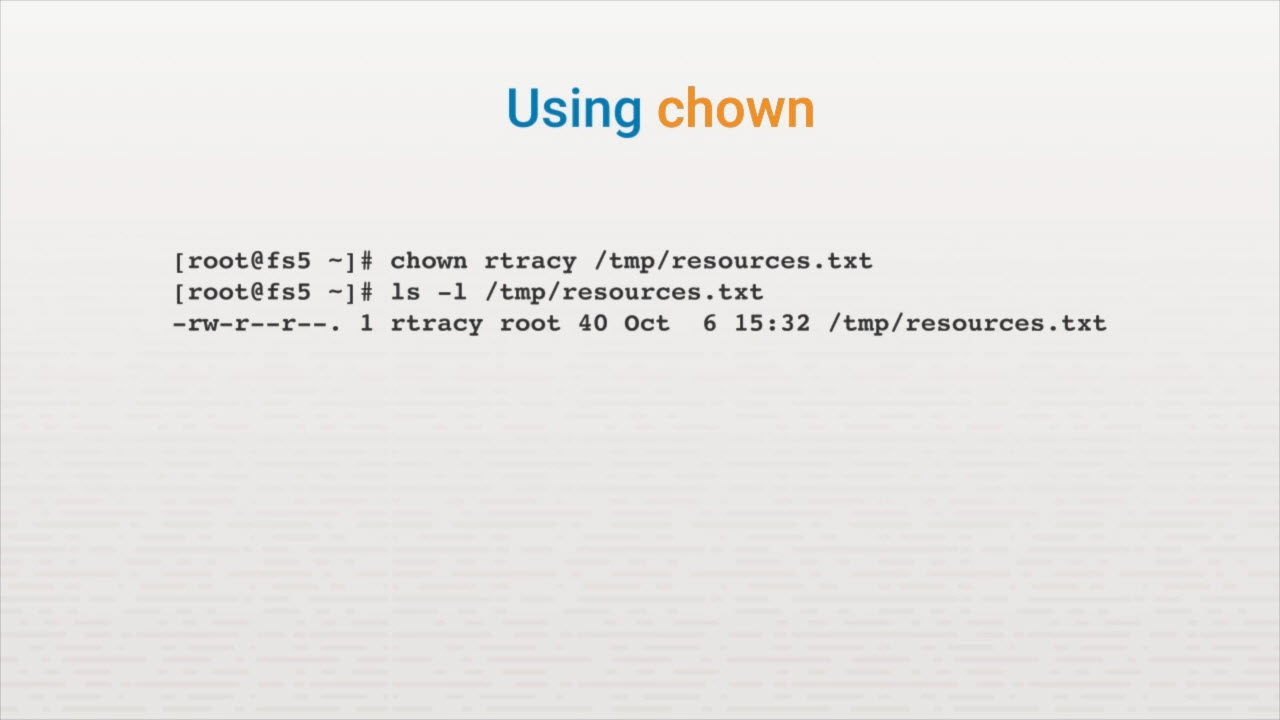 Using chown
[root@fs5 ~]# chown rtracy /tmp/resources.txt
[root@fs5 ~]# ls -l /tmp/resources.txt
-rw-r--r--. 1 rtracy root 40 Oct  6 15:32 /tmp/resources.txt